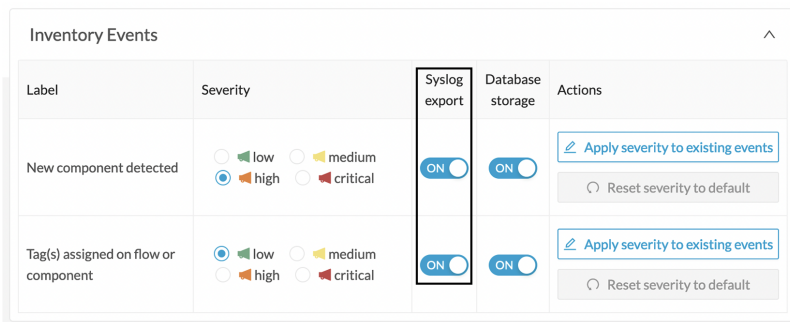 Inventory Events
Label Severity Syslog export Database storage Actions
New component detected low medium high critical ON ON Apply severity to existing events
Reset severity to default
Tag(s) assigned on flow or component low medium high critical ON ON Apply severity to existing events
Reset severity to default